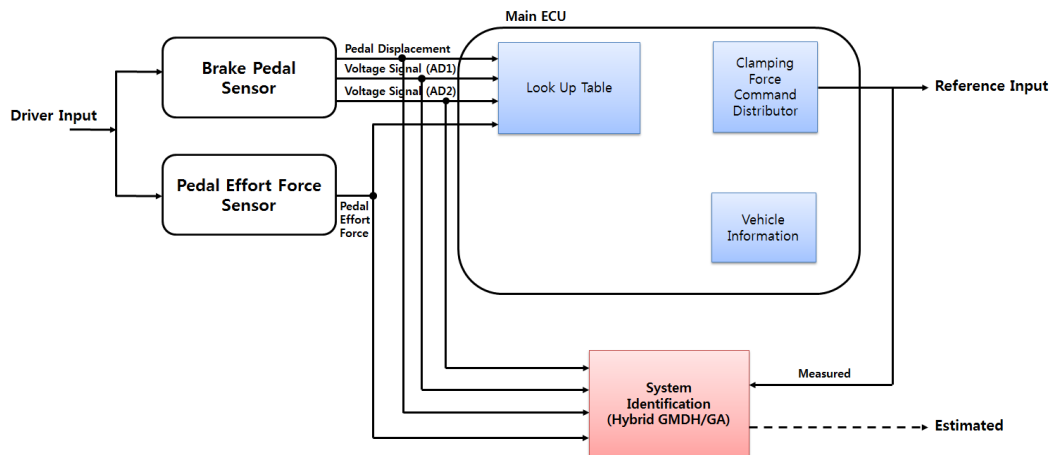 Main ECU
Driver Input
Brake Pedal
Sensor
Pedal Displacement
Voltage Signal (AD1)
Voltage Signal (AD2)
Look Up Table
Clamping
Force
Command
Distributor
Reference Input
Pedal Effort Force
Sensor
Pedal
Effort
Force
Vehicle
Information
System
Identification
(Hybrid GMDH/GA)
Measured
Estimated